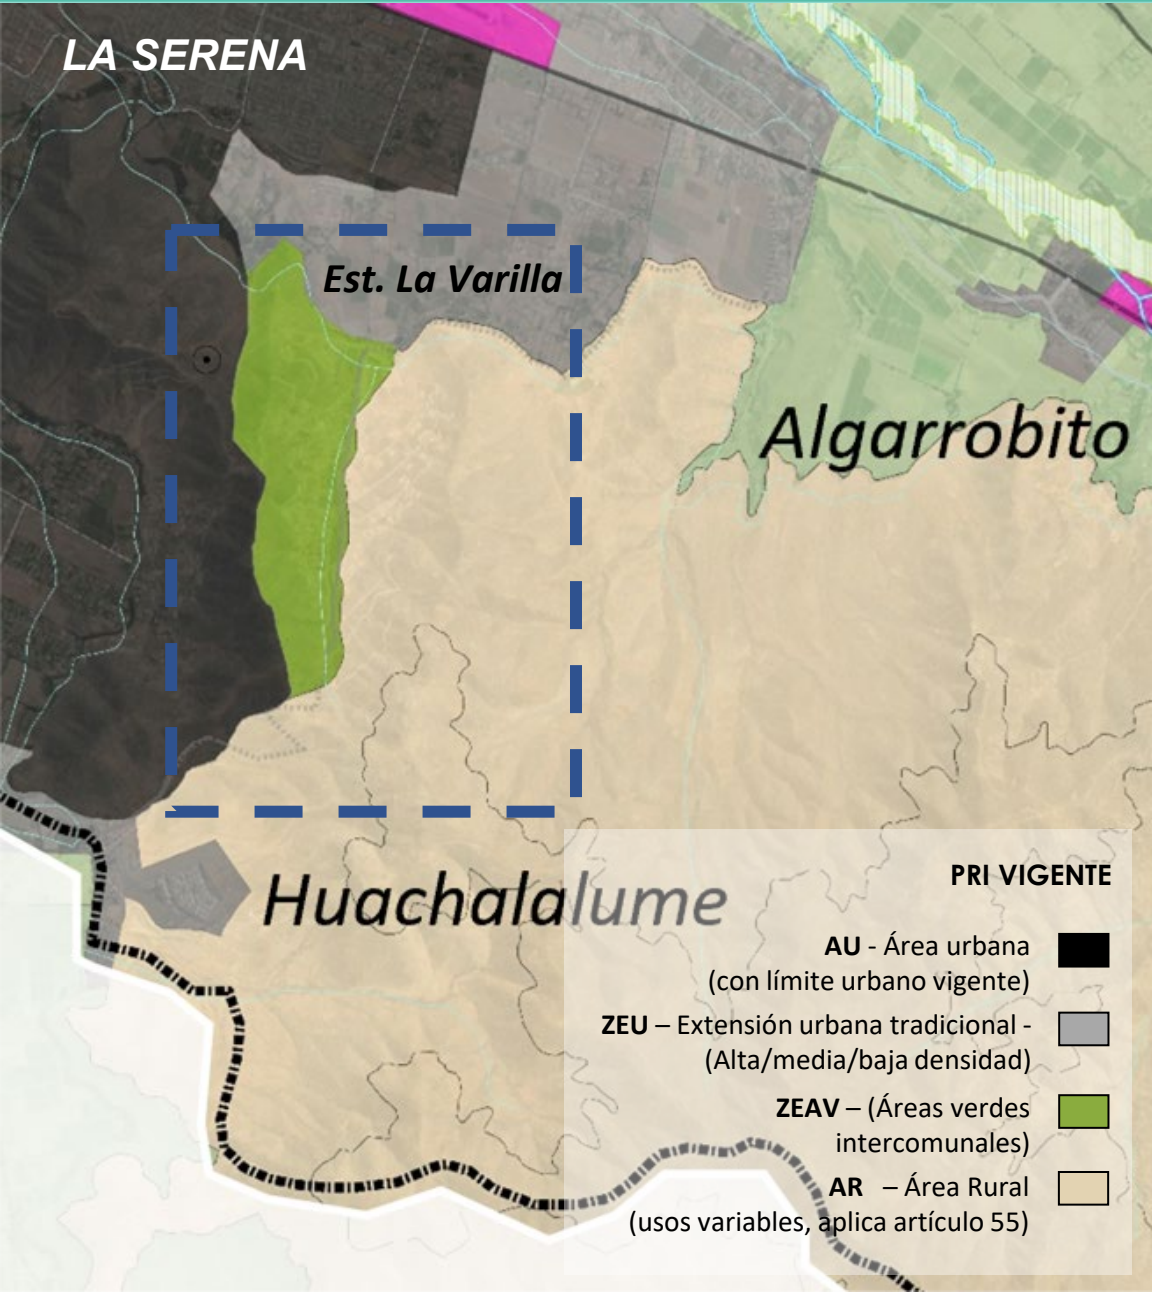 LA SERENA
Est. La Varilla
Algarrobito
Huachalalume
PRI VIGENTE
AU - Área urbana
(con límite urbano vigente)
ZEU – Extensión urbana tradicional -
(Alta/media/baja densidad)
ZEAV – (Áreas verdes
intercomunales)
AR – Área Rural
(usos variables, aplica artículo 55)